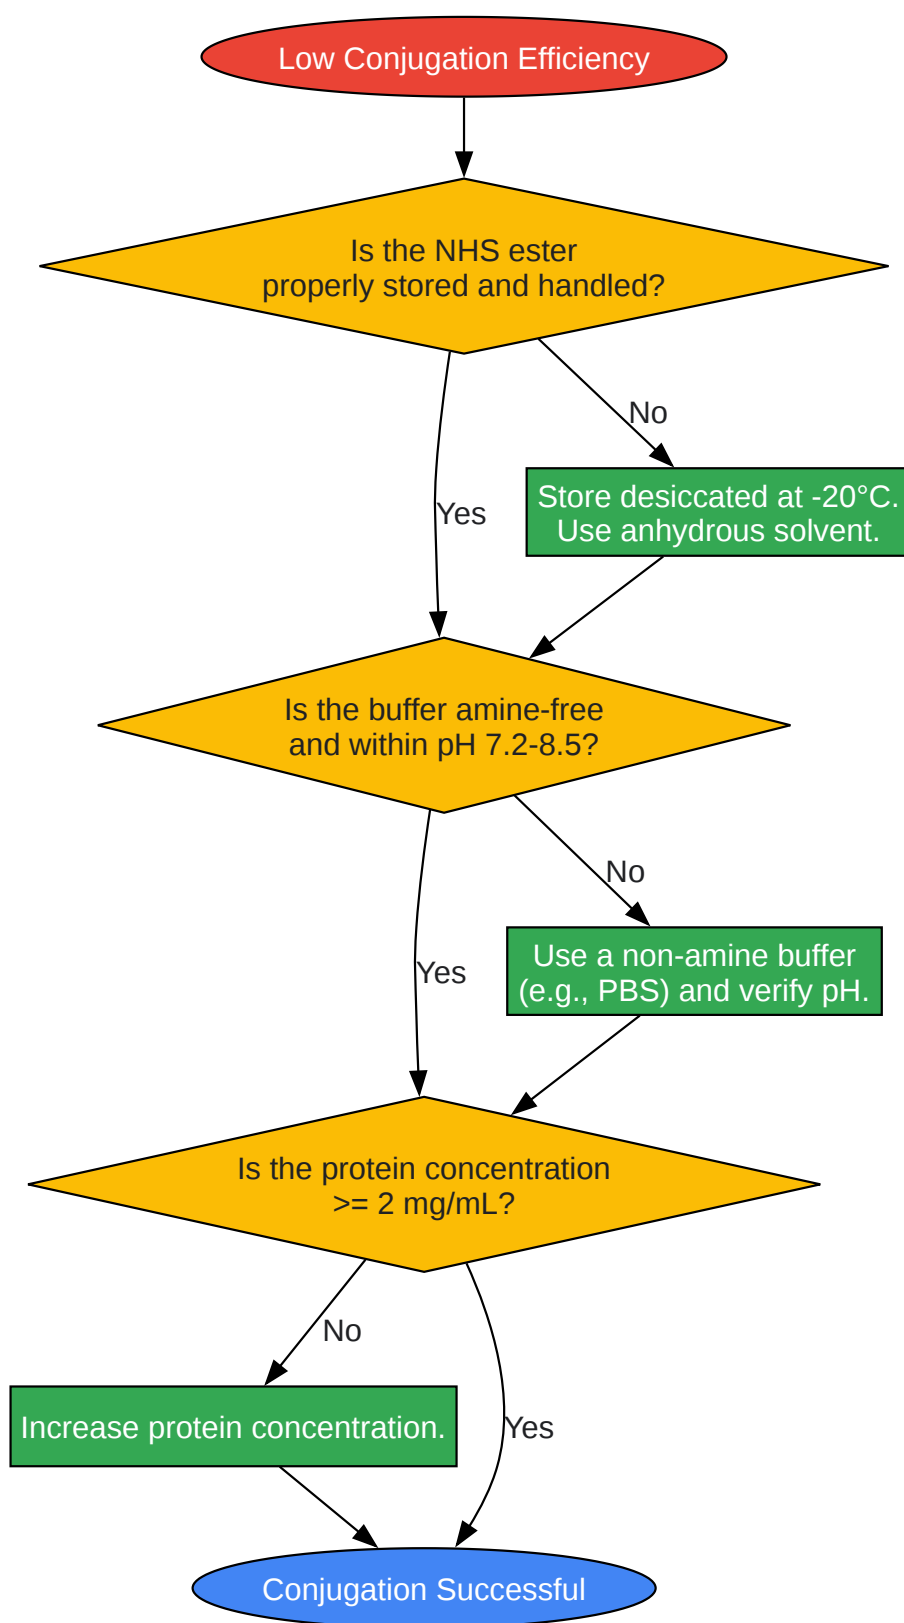 Low Conjugation Efficiency
Is the NHS ester
properly stored and handled?
No
Store desiccated at -20°C.
Use anhydrous solvent.
Yes
Is the buffer amine-free
and within pH 7.2-8.5?
No
Use a non-amine buffer
(e.g., PBS) and verify pH.
Yes
Is the protein concentration
>= 2 mg/mL?
No
Increase protein concentration.
Yes
Conjugation Successful